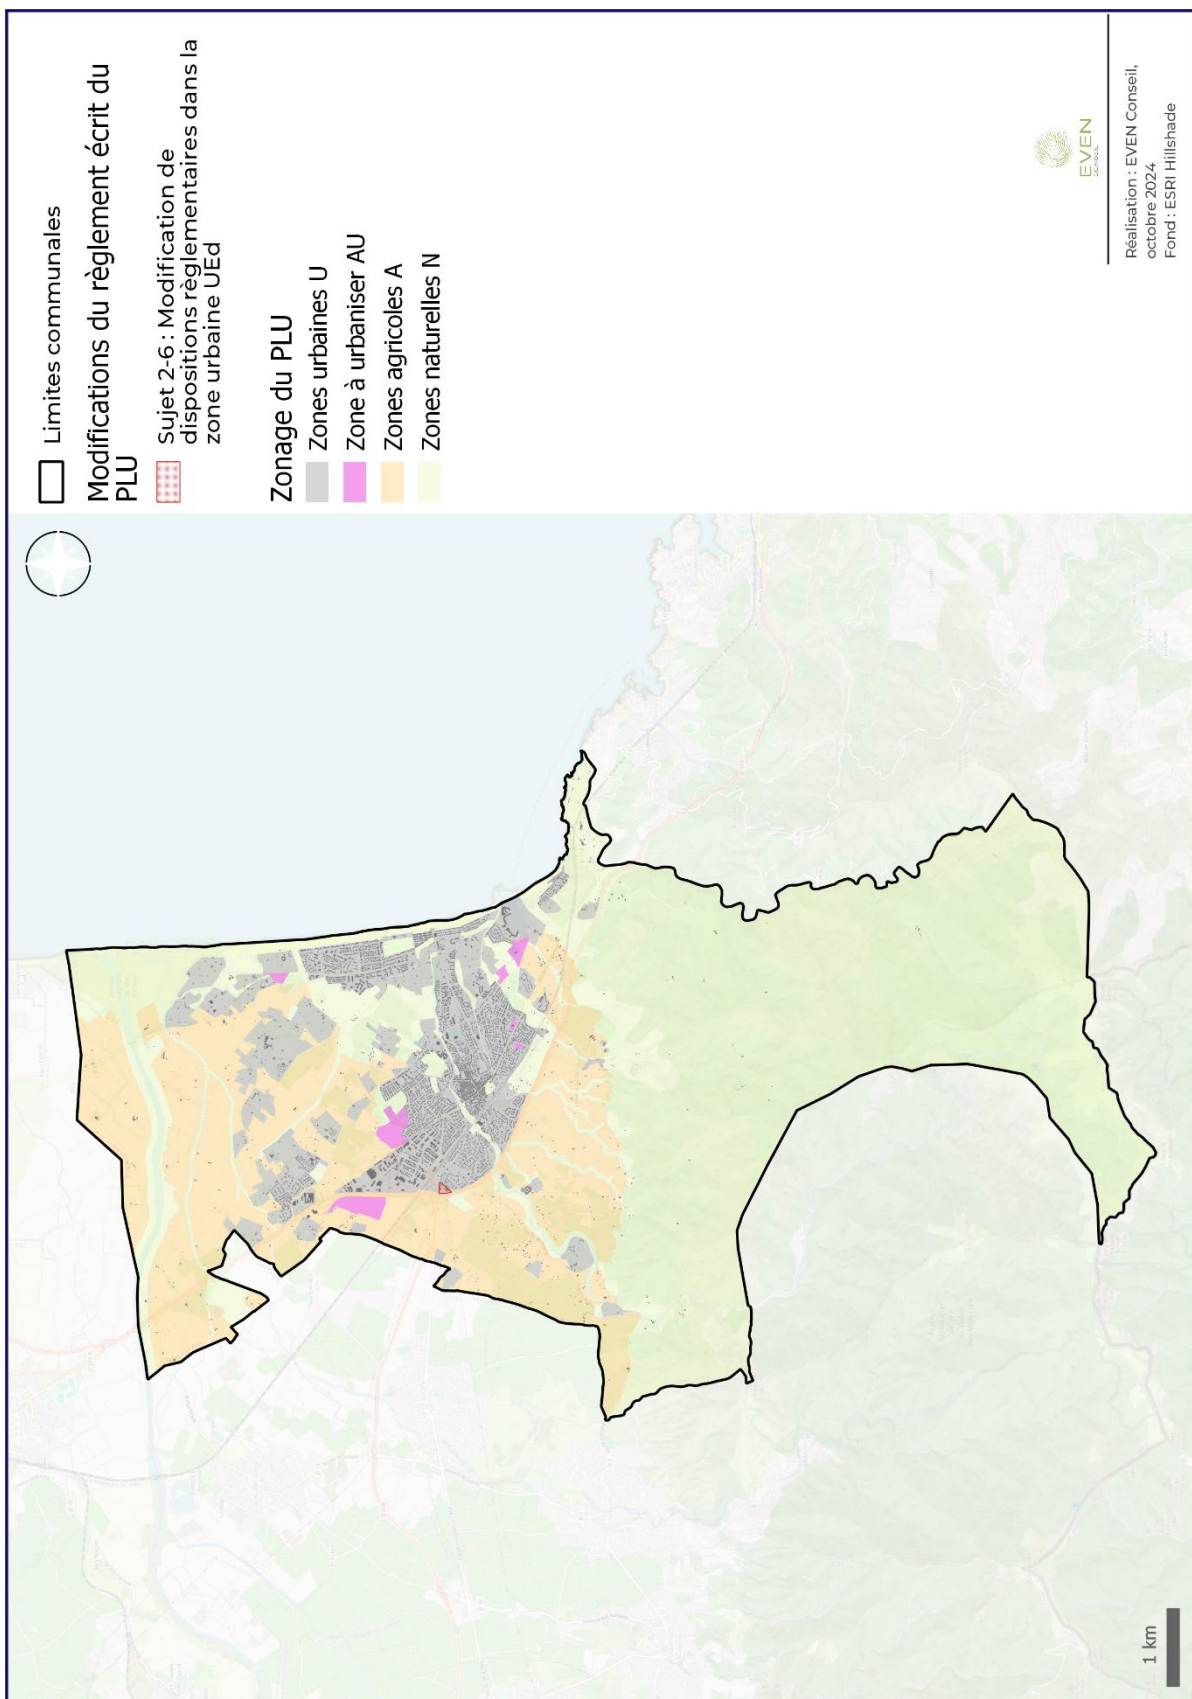 Limites communales
Modifications du règlement écrit du
PLU
Sujet 2-6 : Modification de
dispositions règlementaires dans la
zone urbaine UEd
Zonage du PLU
Zones urbaines U
Zone à urbaniser AU
Zones agricoles A
Zones naturelles N
EVEN
CONSEIL
Réalisation : EVEN Conseil,
octobre 2024
Fond : ESRI Hillshade
1 km